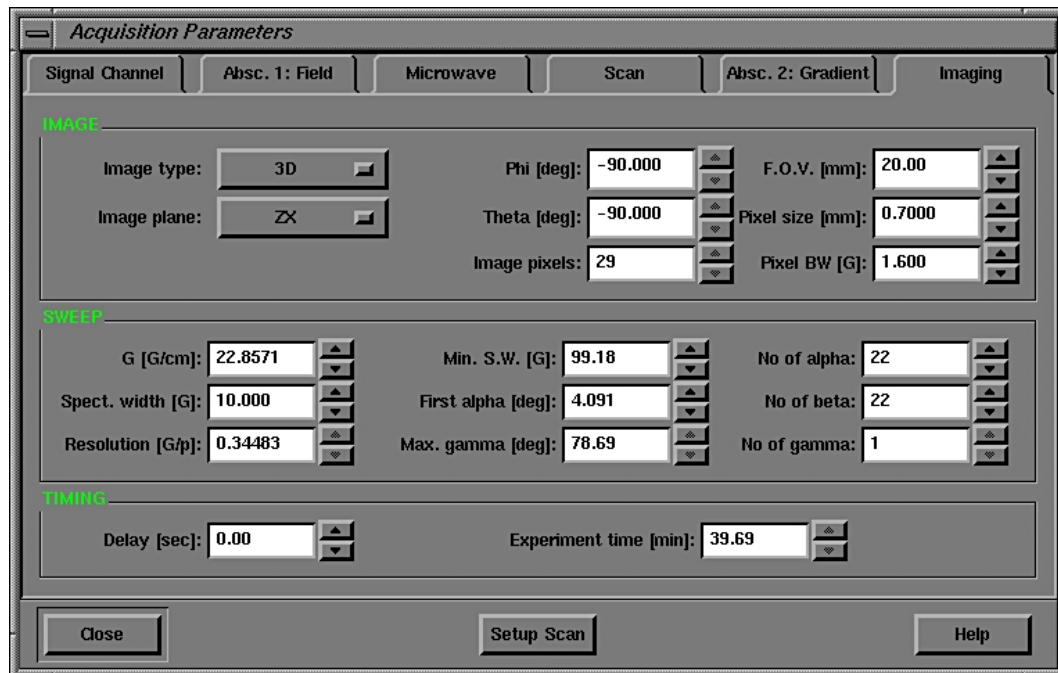 Acquisition Parameters
Signal Channel Absc. 1: Field Microwave Scan Absc. 2: Gradient Imaging
IMAGE
Image type: 3D Phi [deg]: -90.000 F.O.V. [mm]: 20.00
Image plane: ZX Theta [deg]: -90.000 Pixel size [mm]: 0.7000
Image pixels: 29 Pixel BW [G]: 1.600
SWEEP
G [G/cm]: 22.8571 Min. S.W. [G]: 99.18 No of alpha: 22
Spect. width [G]: 10.000 First alpha [deg]: 4.091 No of beta: 22
Resolution [G/p]: 0.34483 Max. gamma [deg]: 78.69 No of gamma: 1
TIMING
Delay [sec]: 0.00 Experiment time [min]: 39.69
Close Setup Scan Help